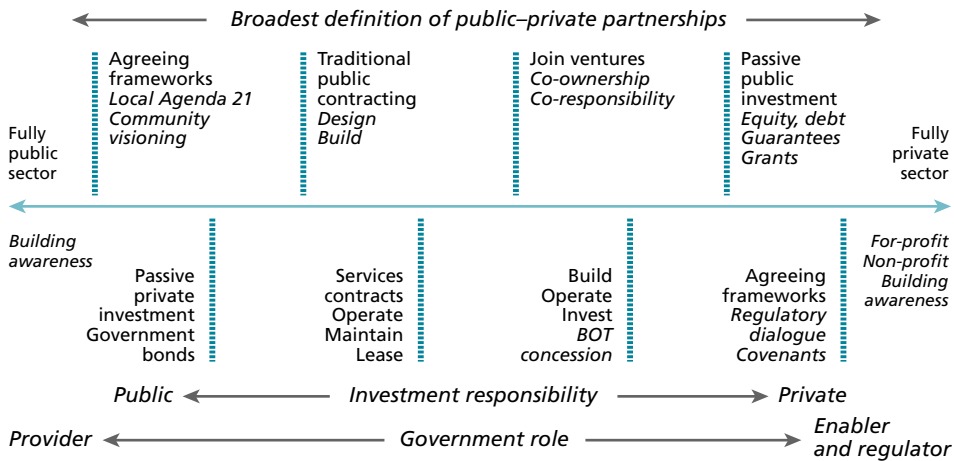 Broadest definition of public–private partnerships
Fully
public
sector
Agreeing
frameworks
Local Agenda 21
Community
visioning
Traditional
public
contracting
Design
Build
Join ventures
Co-ownership
Co-responsibility
Passive
public
investment
Equity, debt
Guarantees
Grants
Fully
private
sector
Building
awareness
Passive
private
investment
Government
bonds
Services
contracts
Operate
Maintain
Lease
Build
Operate
Invest
BOT
concession
Agreeing
frameworks
Regulatory
dialogue
Covenants
For-profit
Non-profit
Building
awareness
Public
Investment responsibility
Private
Provider
Government role
Enabler
and regulator